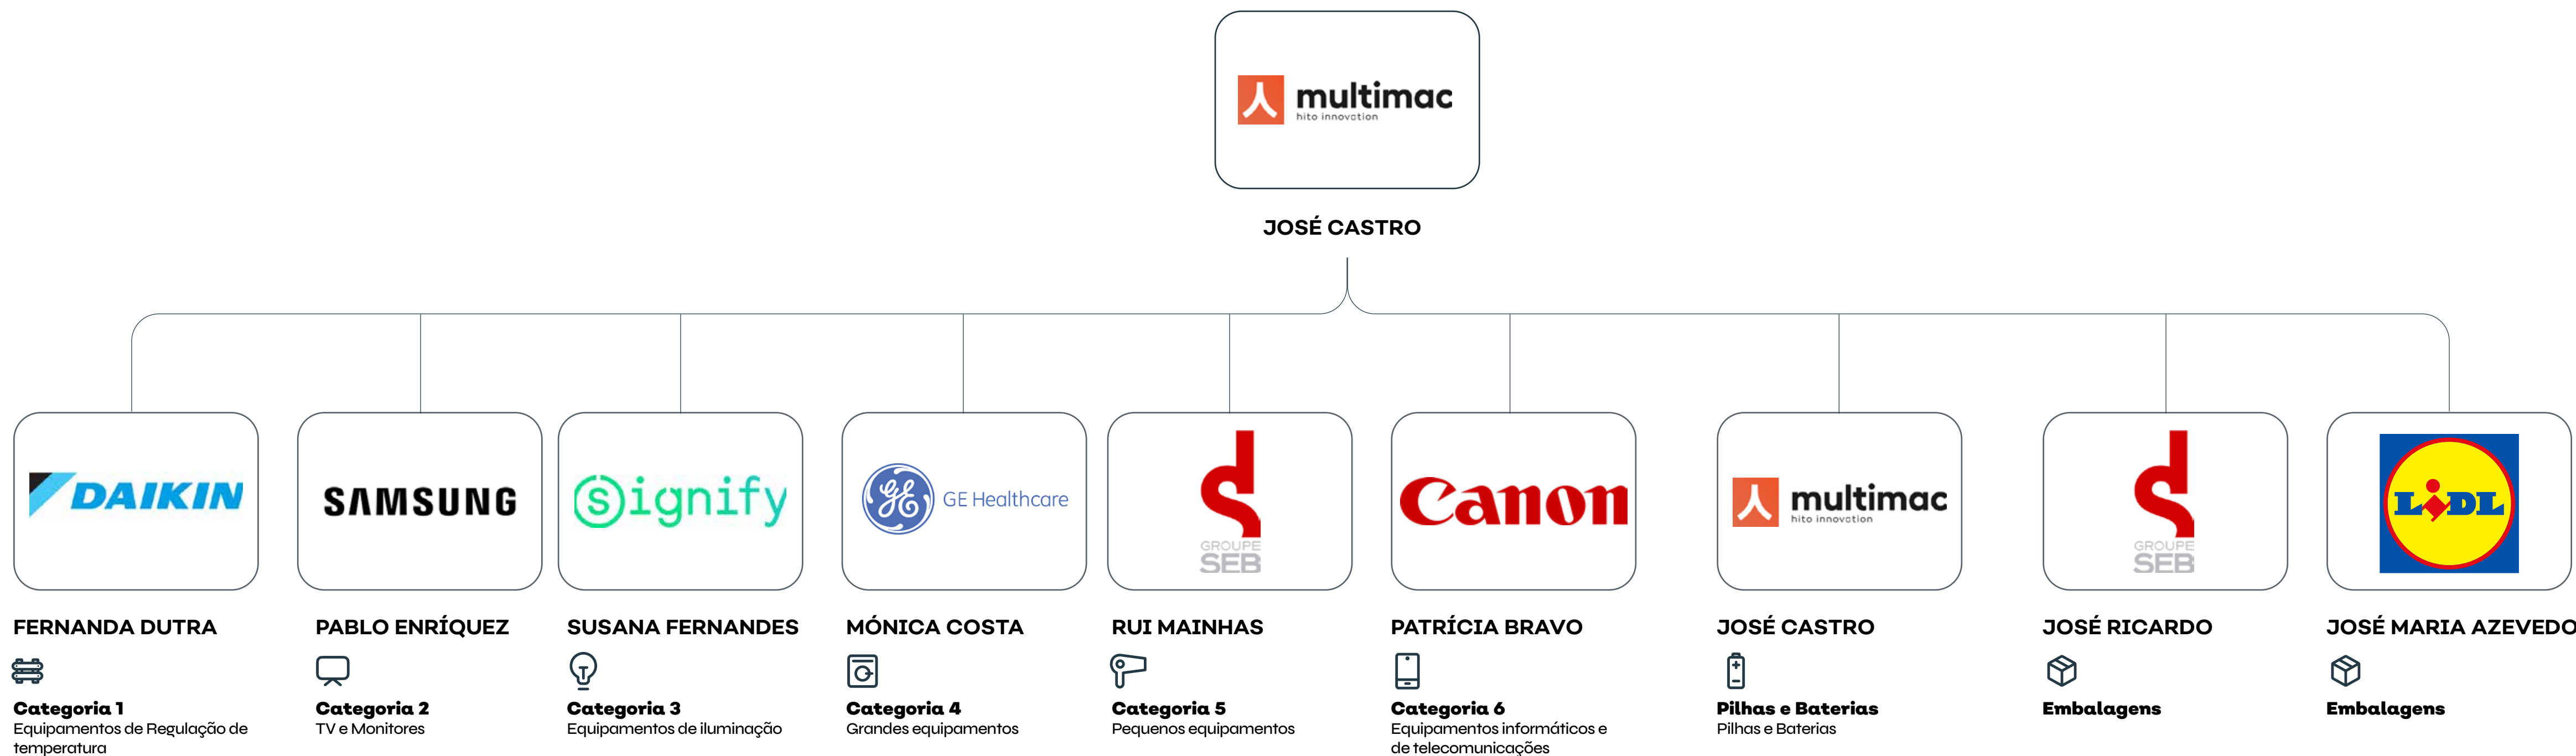 multimac
hito innovation
JOSÉ CASTRO
DAIKIN
SAMSUNG
signify
GE Healthcare
GROUPE
SEB
Canon
multimac
hito innovation
GROUPE
SEB
LIDL
FERNANDA DUTRA
Categoria 1
Equipamentos de Regulação de
temperatura
PABLO ENRÍQUEZ
Categoria 2
TV e Monitores
SUSANA FERNANDES
Categoria 3
Equipamentos de iluminação
MÓNICA COSTA
Categoria 4
Grandes equipamentos
RUI MAINHAS
Categoria 5
Pequenos equipamentos
PATRÍCIA BRAVO
Categoria 6
Equipamentos informáticos e
de telecomunicações
JOSÉ CASTRO
Pilhas e Baterias
Pilhas e Baterias
JOSÉ RICARDO
Embalagens
JOSÉ MARIA AZEVEDO
Embalagens